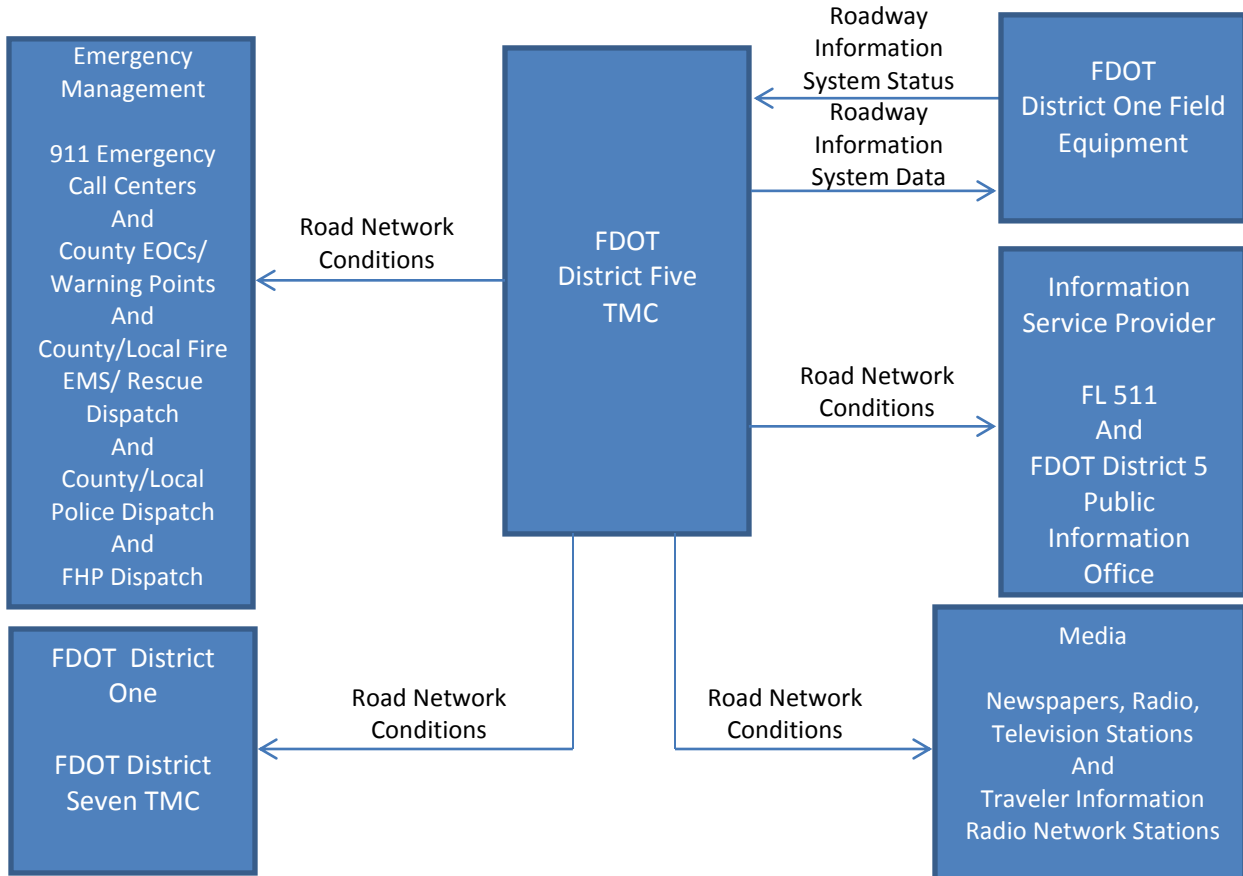 Emergency
Management
911 Emergency
Call Centers
And
County EOCs/
Warning Points
And
County/Local Fire
EMS/ Rescue
Dispatch
And
County/Local
Police Dispatch
And
FHP Dispatch
Road Network
Conditions
FDOT
District Five
TMC
Roadway
Information
System Status
Roadway
Information
System Data
FDOT
District One Field
Equipment
Road Network
Conditions
Information
Service Provider
FL 511
And
FDOT District 5
Public
Information
Office
FDOT District
One
FDOT District
Seven TMC
Road Network
Conditions
Road Network
Conditions
Media
Newspapers, Radio,
Television Stations
And
Traveler Information
Radio Network Stations